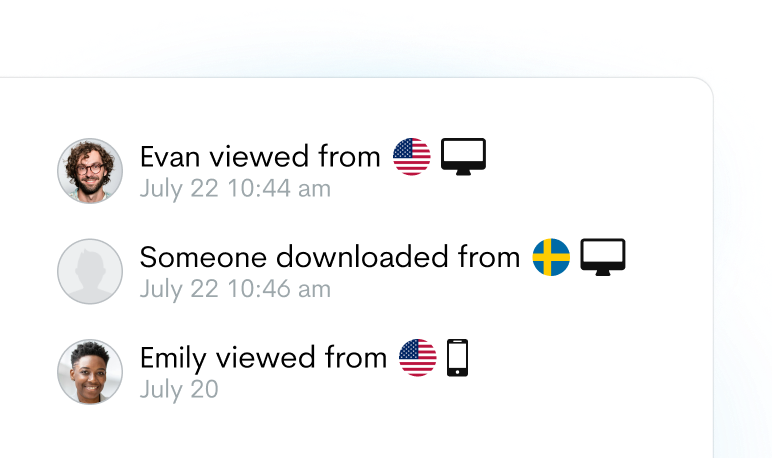 Evan viewed from
July 22 10:44 am
Someone downloaded from
July 22 10:46 am
Emily viewed from
July 20